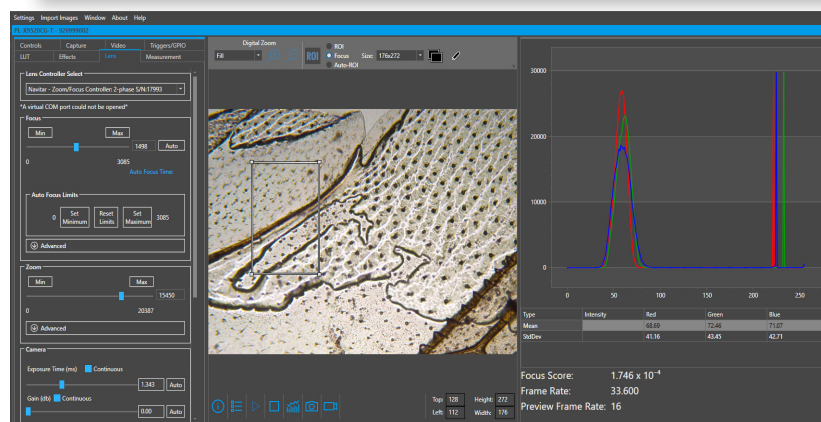 Settings Import Images Window About Help
PL X9520CG-T - 929999602
Controls Capture Video Triggers/GPIO
LUT Effects Lens Measurement
Lens Controller Select
Navitar - Zoom/Focus Controller: 2-phase S/N:17993
*A virtual COM port could not be opened*
Focus
Min Max
1498 Auto
0 3085
Auto Focus Time:
Auto Focus Limits
0 Set Minimum Reset Limits Set Maximum 3085
Advanced
Zoom
Min Max
15450
0 20387
Advanced
Camera
Exposure Time (ms) Continuous
1.343 Auto
Gain (db) Continuous
0.00 Auto
Digital Zoom
Fill
ROI
ROI
Focus
Auto-ROI
Size: 176x272
Top: 128 Height: 272
Left: 112 Width: 176
30000
20000
10000
0
0 50 100 150 200 250
Type Intensity Red Green Blue
Mean 68.69 72.46 71.07
StdDev 41.16 43.45 42.71
Focus Score: 1.746 x 10⁻⁴
Frame Rate: 33.600
Preview Frame Rate: 16